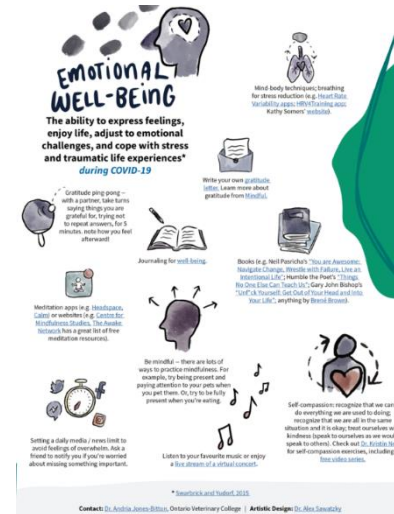 EMOTIONAL
WELL-BEING
The ability to express feelings,
enjoy life, adjust to emotional
challenges, and cope with stress
and traumatic life experiences*
during COVID-19
Mind-body techniques; breathing
for stress reduction (e.g. Heart Rate
Variability apps; HRV4Training app;
Kathy Somers' website).
Write your own gratitude
letter. Learn more about
gratitude from Mindful.
Gratitude ping-pong –
with a partner, take turns
saying things you are
grateful for, trying not
to repeat answers, for 5
minutes. note how you feel
afterward!
Journaling for well-being.
Books (e.g. Neil Pasricha's "You are Awesome:
Navigate Change, Wrestle with Failure, Live an
Intentional Life"; Humble the Poet's "Things
No One Else Can Teach Us"; Gary John Bishop's
"Unf*ck Yourself: Get Out of Your Head and Into
Your Life"; anything by Brené Brown).
Meditation apps (e.g. Headspace,
Calm) or websites (e.g. Centre for
Mindfulness Studies, The Awake
Network has a great list of free
meditation resources).
Be mindful – there are lots of
ways to practice mindfulness. For
example, try being present and
paying attention to your pets when
you pet them. Or, try to be fully
present when you're eating.
Setting a daily media / news limit to
avoid feelings of overwhelm. Ask a
friend to notify you if you're worried
about missing something important.
Listen to your favourite music or enjoy
a live stream of a virtual concert.
Self-compassion: recognize that we can
do everything we are used to doing;
recognize that we are all in the same
situation and it is okay; treat ourselves w
kindness (speak to ourselves as we woul
speak to others). Check out Dr. Kristin Ne
for self-compassion exercises, including
free video series.
* Swarbrick and Yudof, 2015
Contact: Dr. Andria Jones-Bitton, Ontario Veterinary College | Artistic Design: Dr. Alex Sawatzky